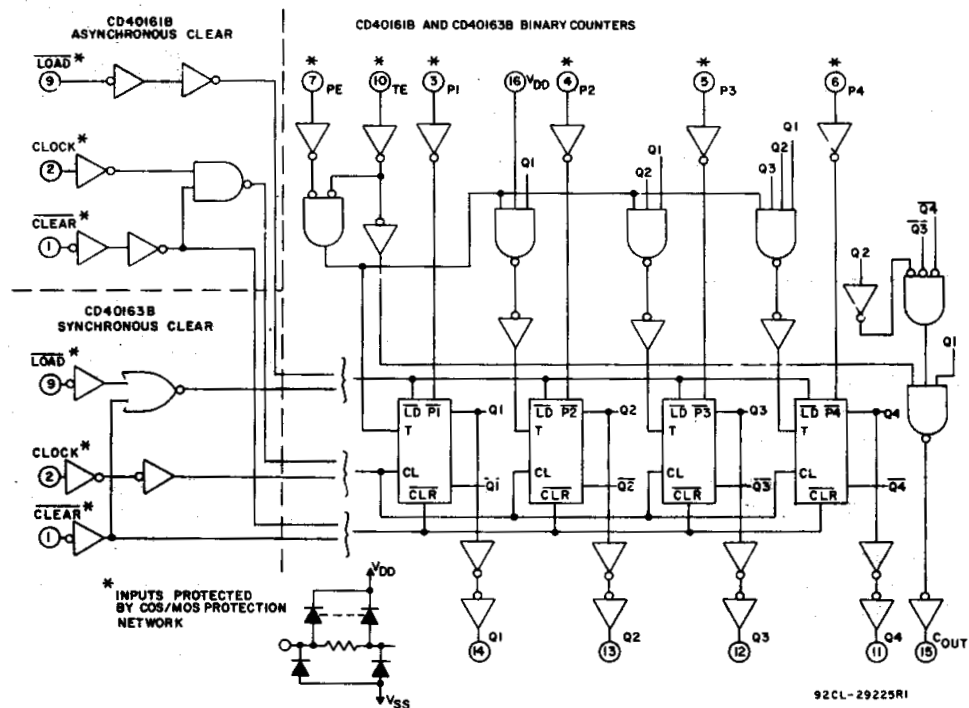 CD40161B
ASYNCHRONOUS CLEAR
CD40161B AND CD40163B BINARY COUNTERS
LOAD *
9
CLOCK *
2
CLEAR *
1
CD40163B
SYNCHRONOUS CLEAR
LOAD *
9
CLOCK *
2
CLEAR *
1
* * * * * *
7 PE
10 TE
3 P1
16 VDD
4 P2
5 P3
6 P4
Q1
Q2
Q1
Q3
Q2
Q1
Q2
Q3
Q4
Q1
LD P1
T
CL
CLR
Q1
Q1
LD P2
T
CL
CLR
Q2
Q2
LD P3
T
CL
CLR
Q3
Q3
LD P4
T
CL
CLR
Q4
Q4
Q1
14
Q2
13
Q3
12
Q4
11
COUT
15
* INPUTS PROTECTED
BY COS/MOS PROTECTION
NETWORK
VDD
VSS
92CL-29225R1